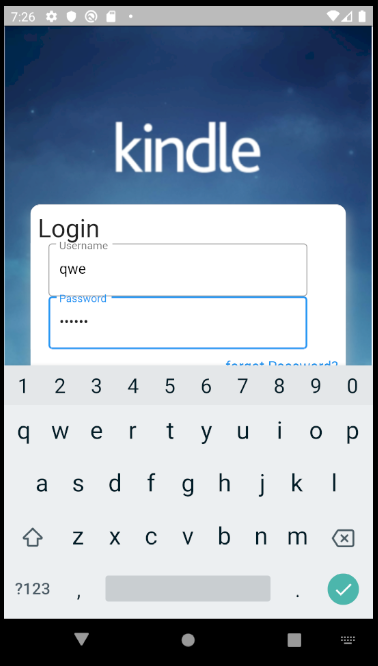 7:26
kindle
Login
Username
qwe
Password
••••••
forgot Password?
1 2 3 4 5 6 7 8 9 0
q w e r t y u i o p
a s d f g h j k l
z x c v b n m
?123 , .